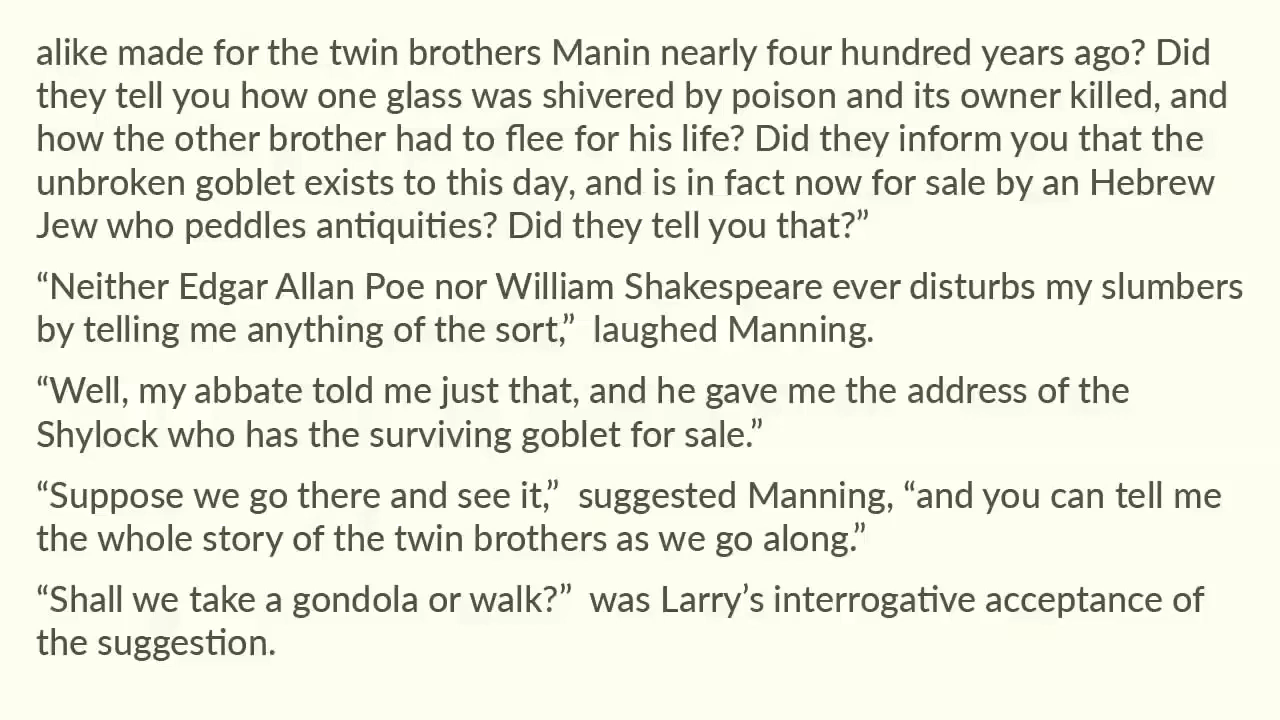 alike made for the twin brothers Manin nearly four hundred years ago? Did
they tell you how one glass was shivered by poison and its owner killed, and
how the other brother had to flee for his life? Did they inform you that the
unbroken goblet exists to this day, and is in fact now for sale by an Hebrew
Jew who peddles antiquities? Did they tell you that?”
“Neither Edgar Allan Poe nor William Shakespeare ever disturbs my slumbers
by telling me anything of the sort,”  laughed Manning.
“Well, my abbate told me just that, and he gave me the address of the
Shylock who has the surviving goblet for sale.”
“Suppose we go there and see it,”  suggested Manning, “and you can tell me
the whole story of the twin brothers as we go along.”
“Shall we take a gondola or walk?”  was Larry’s interrogative acceptance of
the suggestion.